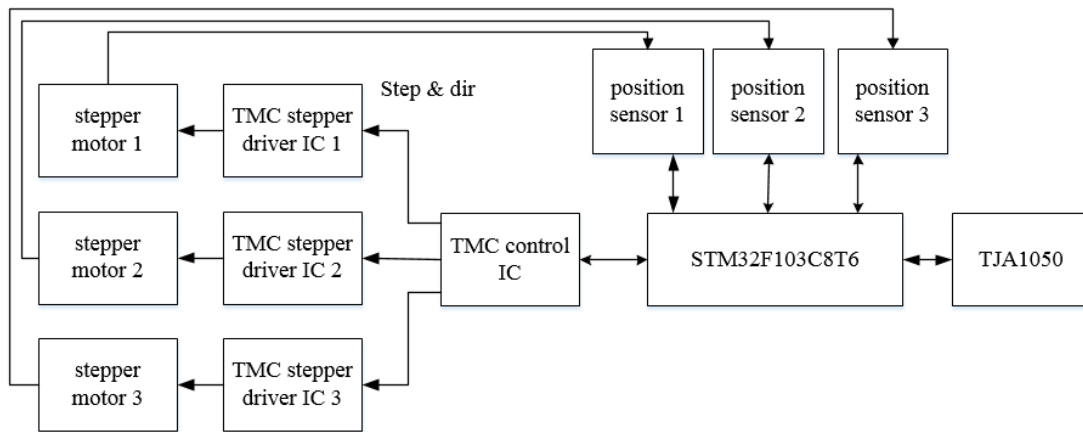 position
sensor 1
position
sensor 2
position
sensor 3
Step & dir
stepper
motor 1
TMC stepper
driver IC 1
stepper
motor 2
TMC stepper
driver IC 2
TMC control
IC
STM32F103C8T6
TJA1050
stepper
motor 3
TMC stepper
driver IC 3